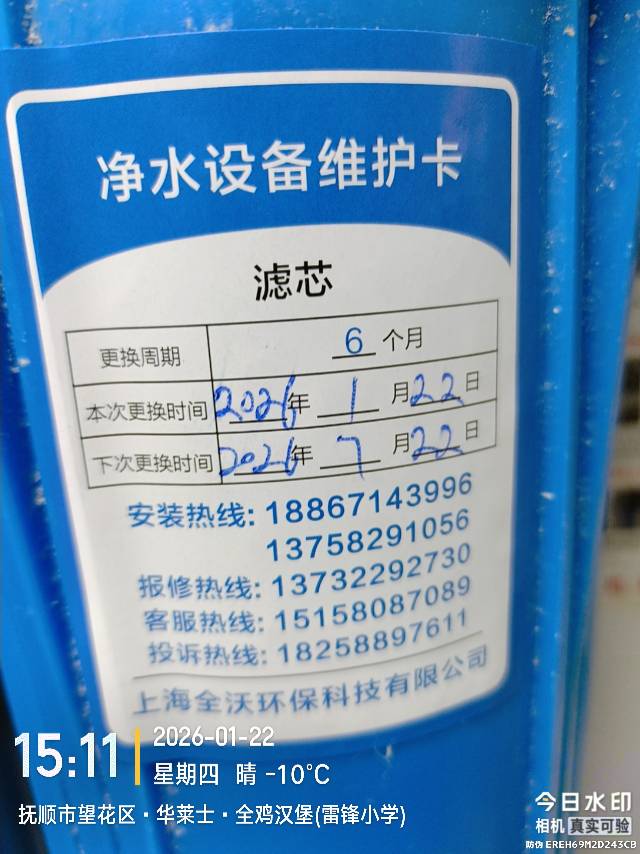 净水设备维护卡
滤芯
更换周期 6 个月
本次更换时间 2026年 1 月 22 日
下次更换时间 2026年 7 月 22 日
安装热线: 18867143996
13758291056
报修热线: 13732292730
客服热线: 15158087089
投诉热线: 18258897611
上海全沃环保科技有限公司
15:11
2026-01-22
星期四 晴 -10°C
抚顺市望花区·华莱士·全鸡汉堡(雷锋小学)
今日水印
相机 真实可验
防伪 EREH69M2D243CB